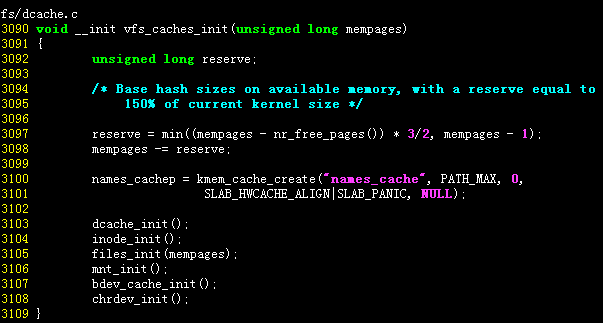 fs/dcache.c
3090 void __init vfs_caches_init(unsigned long mempages)
3091 {
3092         unsigned long reserve;
3093
3094         /* Base hash sizes on available memory, with a reserve equal to
3095            150% of current kernel size */
3096
3097         reserve = min((mempages - nr_free_pages()) * 3/2, mempages - 1);
3098         mempages -= reserve;
3099
3100         names_cachep = kmem_cache_create("names_cache", PATH_MAX, 0,
3101                         SLAB_HWCACHE_ALIGN|SLAB_PANIC, NULL);
3102
3103         dcache_init();
3104         inode_init();
3105         files_init(mempages);
3106         mnt_init();
3107         bdev_cache_init();
3108         chrdev_init();
3109 }